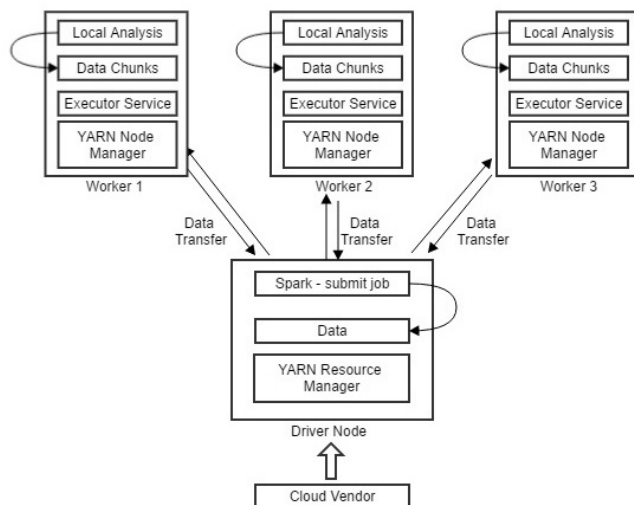 Local Analysis
Data Chunks
Executor Service
YARN Node
Manager
Worker 1
Local Analysis
Data Chunks
Executor Service
YARN Node
Manager
Worker 2
Local Analysis
Data Chunks
Executor Service
YARN Node
Manager
Worker 3
Data
Transfer
Data
Transfer
Data
Transfer
Spark - submit job
Data
YARN Resource
Manager
Driver Node
Cloud Vendor